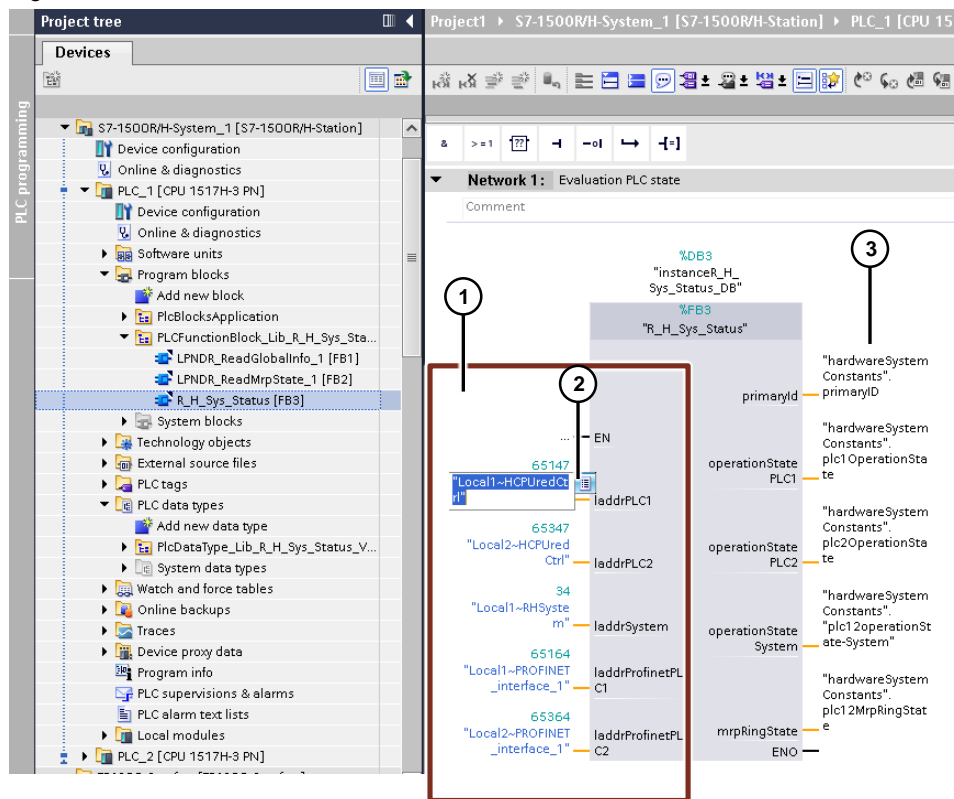 Project tree
Devices
PLC programming
S7-1500R/H-System_1 [S7-1500R/H-Station]
Device configuration
Online & diagnostics
PLC_1 [CPU 1517H-3 PN]
Device configuration
Online & diagnostics
Software units
Program blocks
Add new block
PlcBlocksApplication
PLCFunctionBlock_Lib_R_H_Sys_Sta...
LPNDR_ReadGlobalInfo_1 [FB1]
LPNDR_ReadMrpState_1 [FB2]
R_H_Sys_Status [FB3]
System blocks
Technology objects
External source files
PLC tags
PLC data types
Add new data type
PlcDataType_Lib_R_H_Sys_Status_V...
System data types
Watch and force tables
Online backups
Traces
Device proxy data
Program info
PLC supervisions & alarms
PLC alarm text lists
Local modules
PLC_2 [CPU 1517H-3 PN]
Project1 ▸ S7-1500R/H-System_1 [S7-1500R/H-Station] ▸ PLC_1 [CPU 15
& >=1 ?? -| -o| -[=]
Network 1: Evaluation PLC state
Comment
1
2
3
%DB3
"instanceR_H_
Sys_Status_DB"
%FB3
"R_H_Sys_Status"
... EN
65147
"Local1~HCPUredCt
rl"
laddrPLC1
65347
"Local2~HCPUred
Ctrl" laddrPLC2
34
"Local1~RHSyste
m" laddrSystem
65164
"Local1~PROFINET
_interface_1"
laddrProfinetPL
C1
65364
"Local2~PROFINET
_interface_1"
laddrProfinetPL
C2
primaryId
"hardwareSystem
Constants".
primaryID
operationState
PLC1
"hardwareSystem
Constants".
plc1OperationSta
te
operationState
PLC2
"hardwareSystem
Constants".
plc2OperationSta
te
operationState
System
"hardwareSystem
Constants".
"plc12operationSt
ate-System"
mrpRingState
"hardwareSystem
Constants".
plc12MrpRingStat
e
ENO